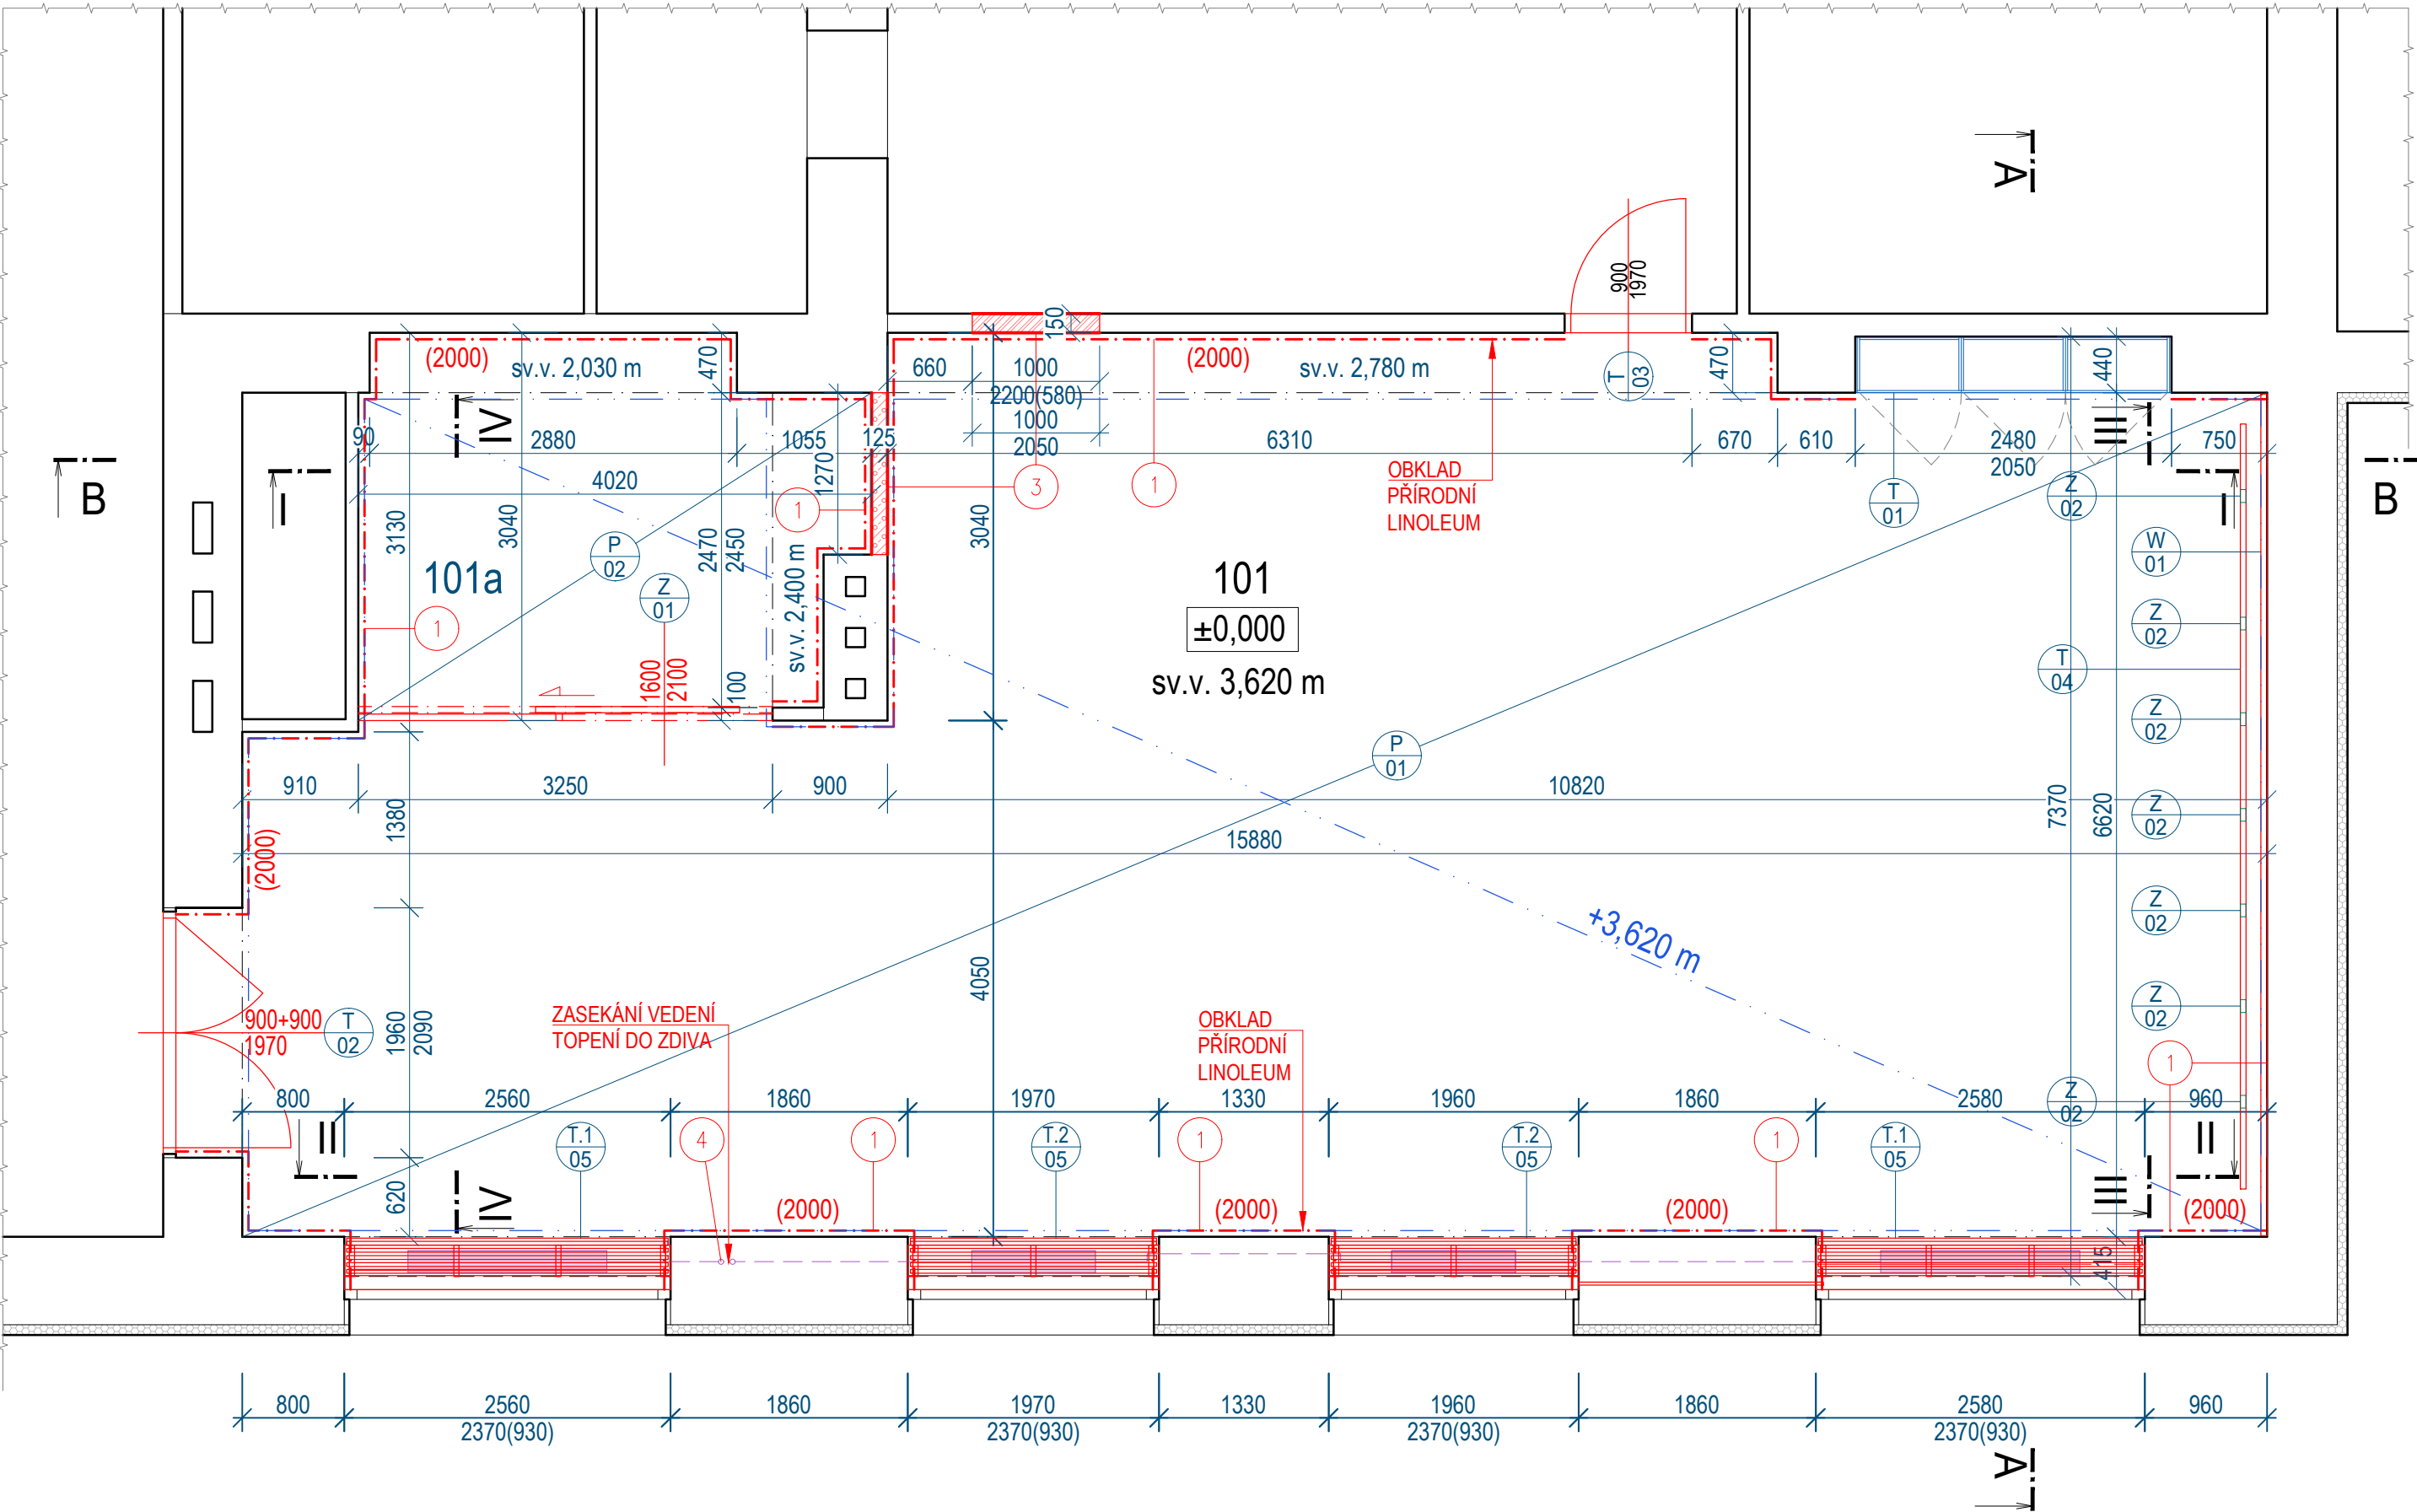 A
900
1970
150
(2000)
sv.v. 2,030 m
470
660
1000
2200(580)
1000
2050
(2000)
sv.v. 2,780 m
T
03
470
440
90
2880
1055
125
6310
670
610
2480
2050
750
IV
III
B
I
4020
1270
3
1
OBKLAD
PŘÍRODNÍ
LINOLEUM
T
01
Z
02
I
B
3130
3040
P
02
2470
2450
1
3040
W
01
101a
Z
01
sv.v. 2,400 m
101
±0,000
sv.v. 3,620 m
Z
02
1
1600
2100
100
T
04
Z
02
P
01
910
3250
900
10820
7370
6620
Z
02
1380
15880
(2000)
Z
02
+3,620 m
4050
900+900
1970
T
02
1960
2090
ZASEKÁNÍ VEDENÍ
TOPENÍ DO ZDIVA
OBKLAD
PŘÍRODNÍ
LINOLEUM
Z
02
1
800
2560
1860
1970
1330
1960
1860
2580
Z
02
960
II
T.1
05
4
1
T.2
05
1
T.2
05
1
T.1
05
II
620
IV
(2000)
(2000)
(2000)
III
(2000)
415
800
2560
2370(930)
1860
1970
2370(930)
1330
1960
2370(930)
1860
2580
2370(930)
960
A